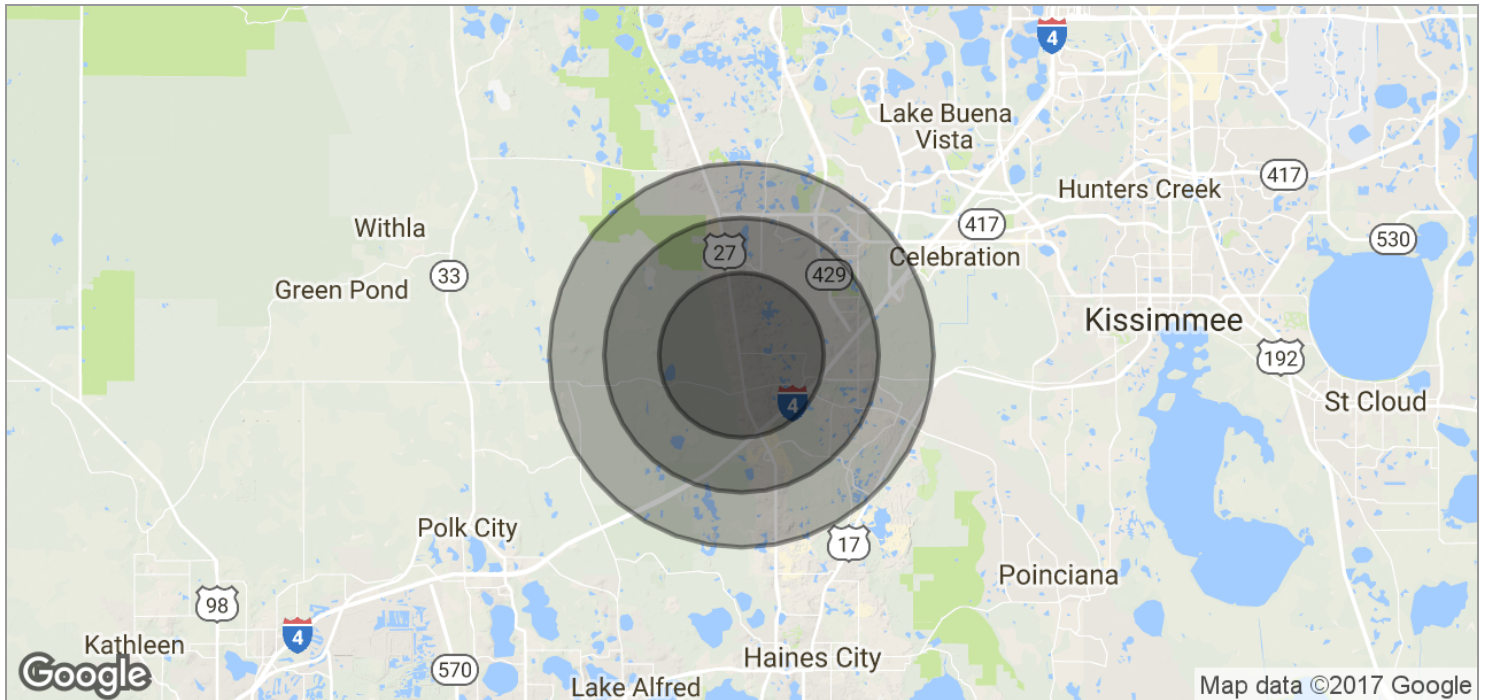 4
Lake Buena
Vista
417
Hunters Creek
Withla
417
530
27
Celebration
33
429
Green Pond
Kissimmee
192
4
St Cloud
Polk City
17
Poinciana
98
4
Kathleen
570
Haines City
Google
Lake Alfred
Map data ©2017 Google